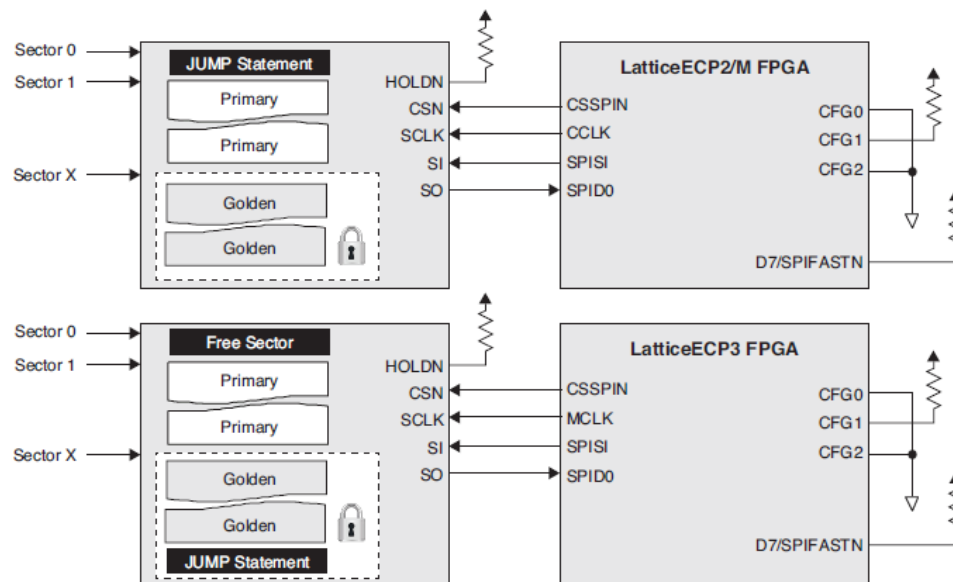 Sector 0
JUMP Statement
LatticeECP2/M FPGA
Sector 1
HOLDN
Primary
CSN
CSSPIN
CFG0
SCLK
CCLK
CFG1
Primary
SI
SPISI
CFG2
Sector X
SO
SPID0
Golden
Golden
D7/SPIFASTN
Sector 0
Free Sector
LatticeECP3 FPGA
Sector 1
HOLDN
Primary
CSN
CSSPIN
CFG0
SCLK
MCLK
CFG1
Primary
SI
SPISI
CFG2
Sector X
SO
SPID0
Golden
Golden
D7/SPIFASTN
JUMP Statement